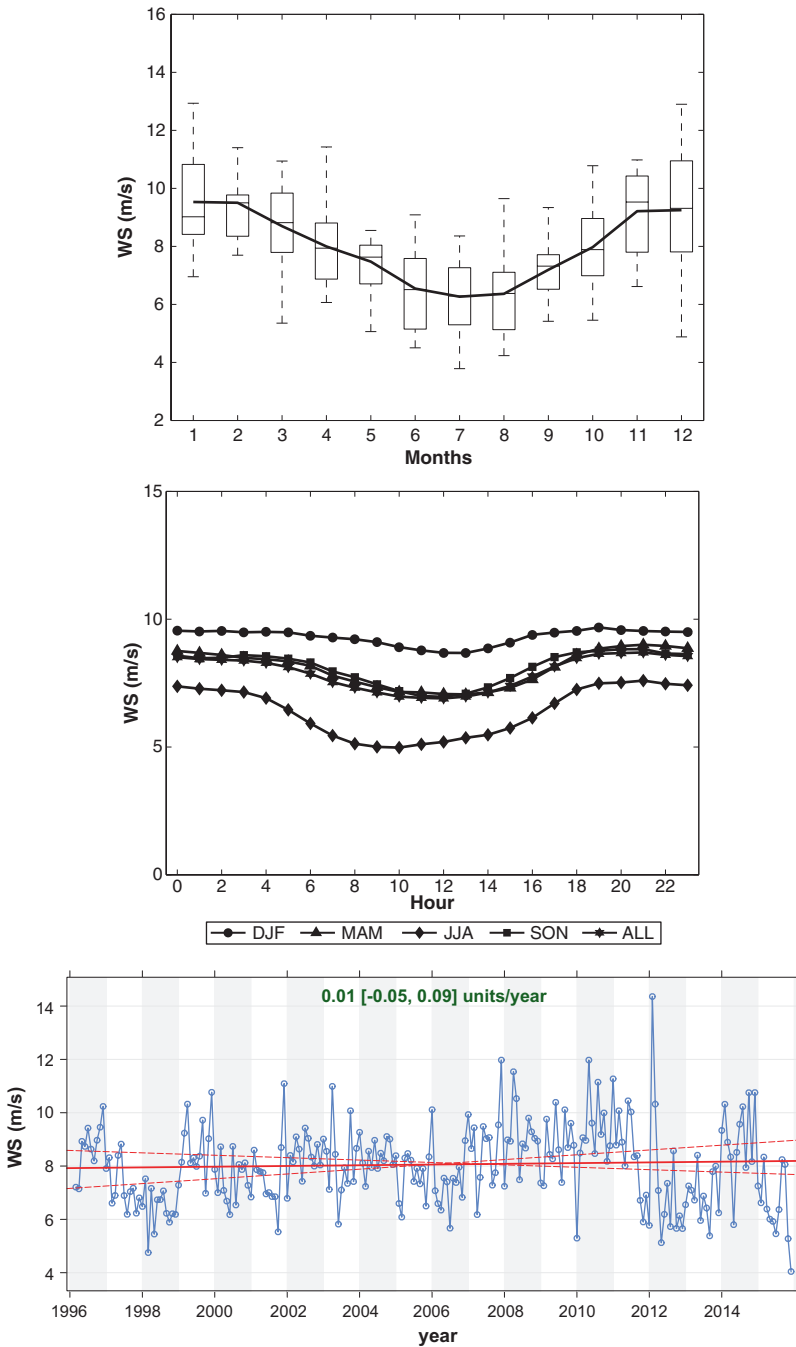 16
14
12
10
8
6
4
2
WS (m/s)
1 2 3 4 5 6 7 8 9 10 11 12
Months
15
10
5
0
WS (m/s)
0 2 4 6 8 10 12 14 16 18 20 22
Hour
DJF MAM JJA SON ALL
0.01 [-0.05, 0.09] units/year
14
12
10
8
6
4
WS (m/s)
1996 1998 2000 2002 2004 2006 2008 2010 2012 2014
year